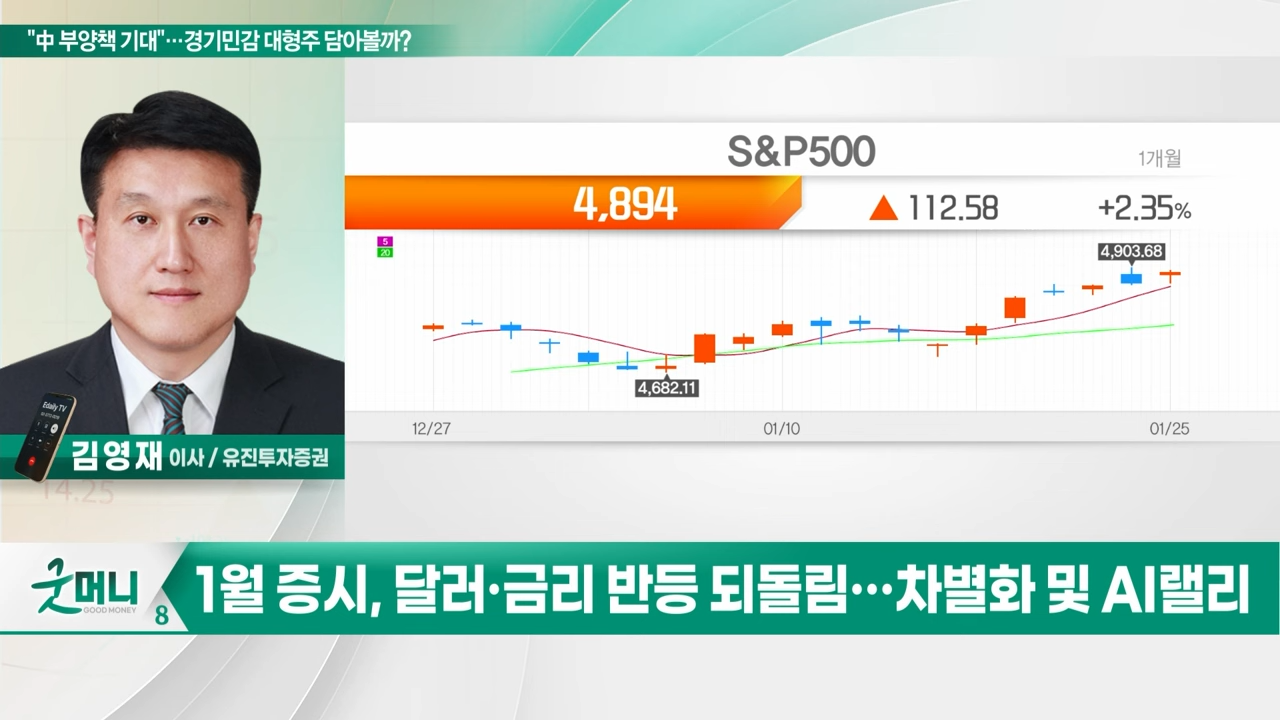 "中 부양책 기대"…경기민감 대형주 담아볼까?
S&P500
1개월
4,894
▲ 112.58
+2.35%
5
20
4,903.68
4,682.11
12/27
01/10
01/25
Edaily TV
김영재 이사 / 유진투자증권
14.25
굿머니
GOOD MONEY
8
1월 증시, 달러·금리 반등 되돌림…차별화 및 AI랠리